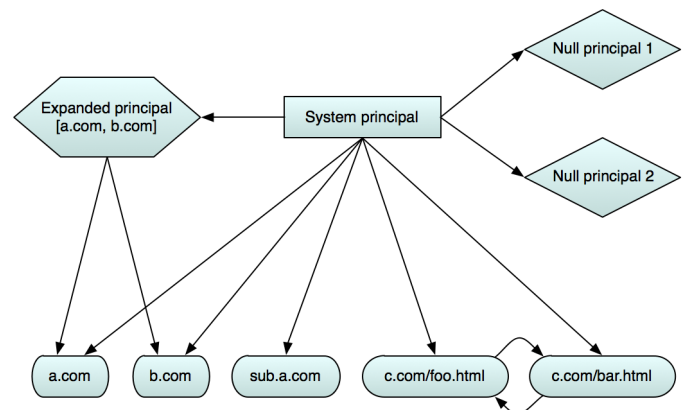 Null principal 1
Expanded principal
[a.com, b.com]
System principal
Null principal 2
a.com
b.com
sub.a.com
c.com/foo.html
c.com/bar.html